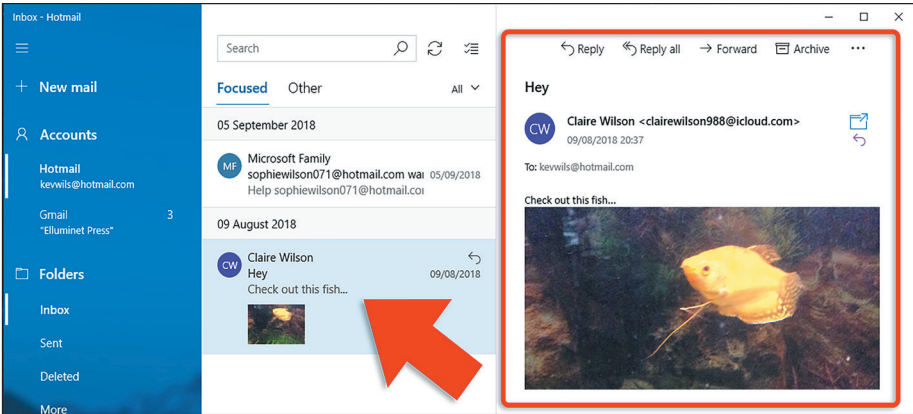 Inbox - Hotmail
New mail
Accounts
Hotmail
kevwils@hotmail.com
Gmail 3
"Elluminet Press"
Folders
Inbox
Sent
Deleted
More
Search
Focused Other All
05 September 2018
MF
Microsoft Family
sophiewilson071@hotmail.com wai 05/09/2018
Help sophiewilson071@hotmail.coi
09 August 2018
CW
Claire Wilson
Hey 09/08/2018
Check out this fish...
Reply Reply all Forward Archive
Hey
CW
Claire Wilson <clairewilson988@icloud.com>
09/08/2018 20:37
To: kevwils@hotmail.com
Check out this fish...